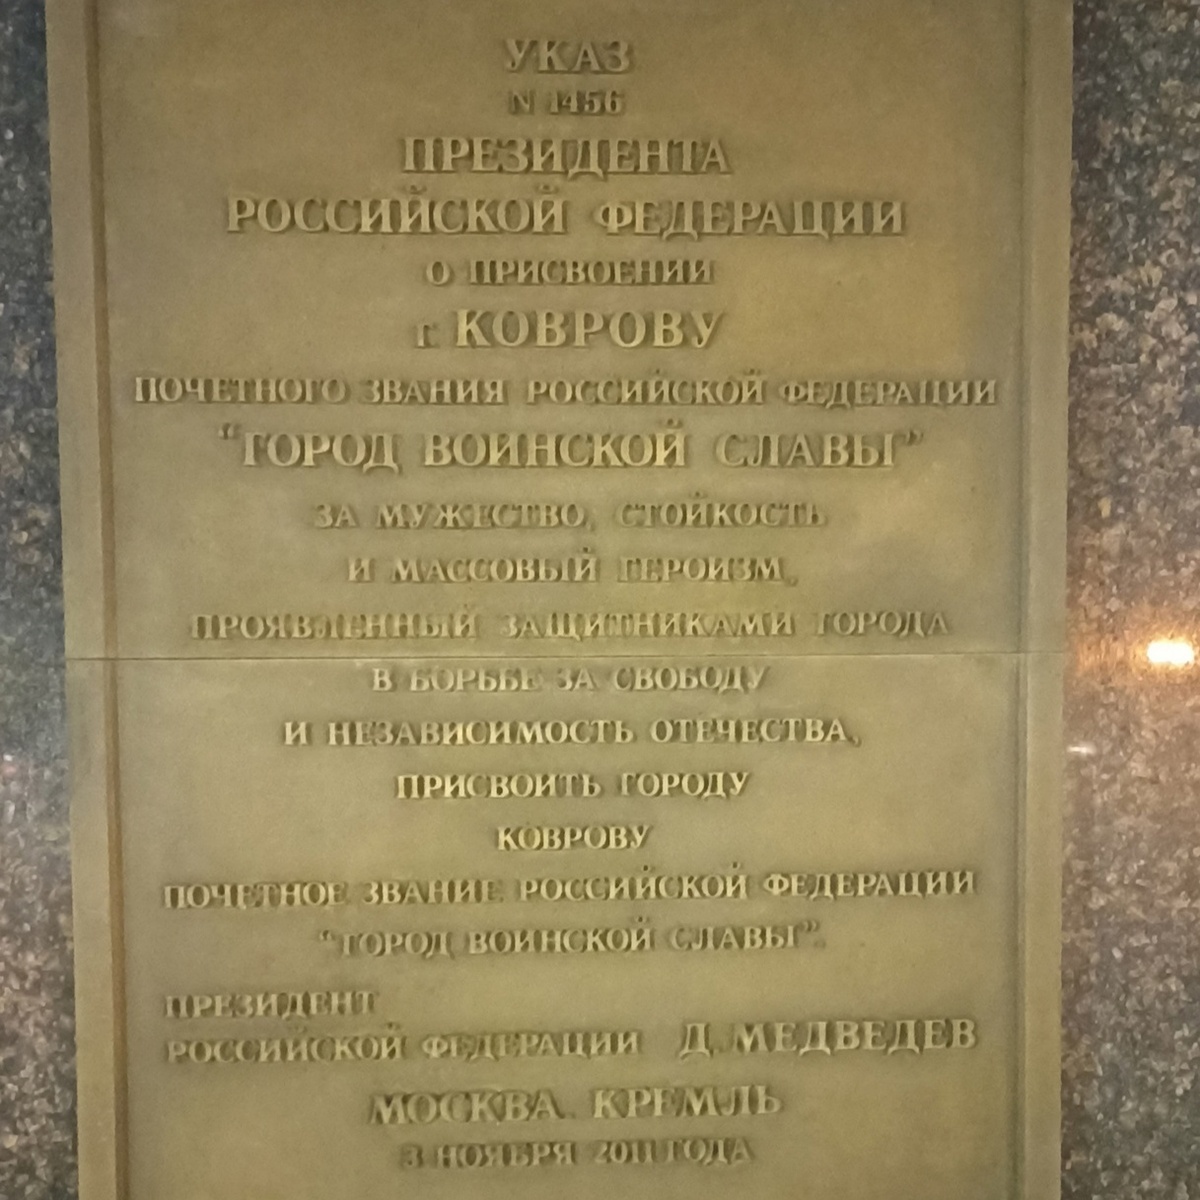 УКАЗ
N 1456
ПРЕЗИДЕНТА
РОССИЙСКОЙ ФЕДЕРАЦИИ
О ПРИСВОЕНИИ
г. КОВРОВУ
ПОЧЕТНОГО ЗВАНИЯ РОССИЙСКОЙ ФЕДЕРАЦИИ
“ГОРОД ВОИНСКОЙ СЛАВЫ”
ЗА МУЖЕСТВО, СТОЙКОСТЬ
И МАССОВЫЙ ГЕРОИЗМ,
ПРОЯВЛЕННЫЙ ЗАЩИТНИКАМИ ГОРОДА
В БОРЬБЕ ЗА СВОБОДУ
И НЕЗАВИСИМОСТЬ ОТЕЧЕСТВА,
ПРИСВОИТЬ ГОРОДУ
КОВРОВУ
ПОЧЕТНОЕ ЗВАНИЕ РОССИЙСКОЙ ФЕДЕРАЦИИ
“ГОРОД ВОИНСКОЙ СЛАВЫ”.
ПРЕЗИДЕНТ
РОССИЙСКОЙ ФЕДЕРАЦИИ Д. МЕДВЕДЕВ
МОСКВА. КРЕМЛЬ
3 НОЯБРЯ 2011 ГОДА